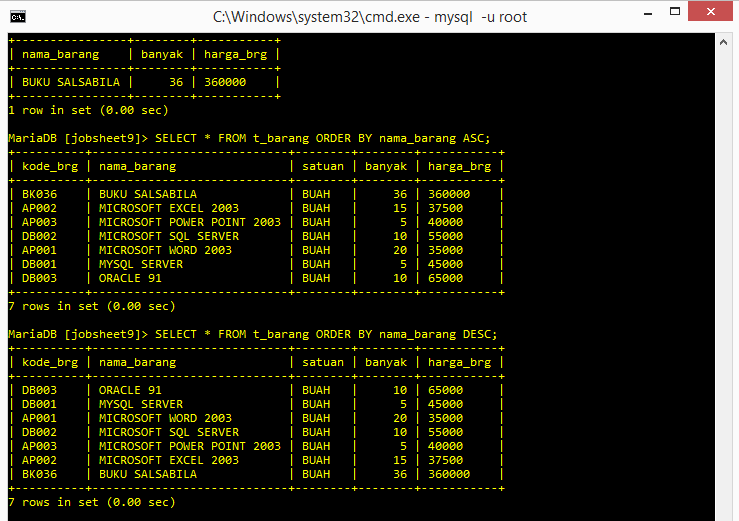 C:\Windows\system32\cmd.exe - mysql  -u root
+----------------+--------+-----------+
| nama_barang    | banyak | harga_brg |
+----------------+--------+-----------+
| BUKU SALSABILA |     36 | 360000    |
+----------------+--------+-----------+
1 row in set (0.00 sec)
MariaDB [jobsheet9]> SELECT * FROM t_barang ORDER BY nama_barang ASC;
+----------+----------------------------+--------+--------+-----------+
| kode_brg | nama_barang                | satuan | banyak | harga_brg |
+----------+----------------------------+--------+--------+-----------+
| BK036    | BUKU SALSABILA             | BUAH   |     36 | 360000    |
| AP002    | MICROSOFT EXCEL 2003       | BUAH   |     15 | 37500     |
| AP003    | MICROSOFT POWER POINT 2003 | BUAH   |      5 | 40000     |
| DB002    | MICROSOFT SQL SERVER       | BUAH   |     10 | 55000     |
| AP001    | MICROSOFT WORD 2003        | BUAH   |     20 | 35000     |
| DB001    | MYSQL SERVER               | BUAH   |      5 | 45000     |
| DB003    | ORACLE 91                  | BUAH   |     10 | 65000     |
+----------+----------------------------+--------+--------+-----------+
7 rows in set (0.00 sec)
MariaDB [jobsheet9]> SELECT * FROM t_barang ORDER BY nama_barang DESC;
+----------+----------------------------+--------+--------+-----------+
| kode_brg | nama_barang                | satuan | banyak | harga_brg |
+----------+----------------------------+--------+--------+-----------+
| DB003    | ORACLE 91                  | BUAH   |     10 | 65000     |
| DB001    | MYSQL SERVER               | BUAH   |      5 | 45000     |
| AP001    | MICROSOFT WORD 2003        | BUAH   |     20 | 35000     |
| DB002    | MICROSOFT SQL SERVER       | BUAH   |     10 | 55000     |
| AP003    | MICROSOFT POWER POINT 2003 | BUAH   |      5 | 40000     |
| AP002    | MICROSOFT EXCEL 2003       | BUAH   |     15 | 37500     |
| BK036    | BUKU SALSABILA             | BUAH   |     36 | 360000    |
+----------+----------------------------+--------+--------+-----------+
7 rows in set (0.00 sec)